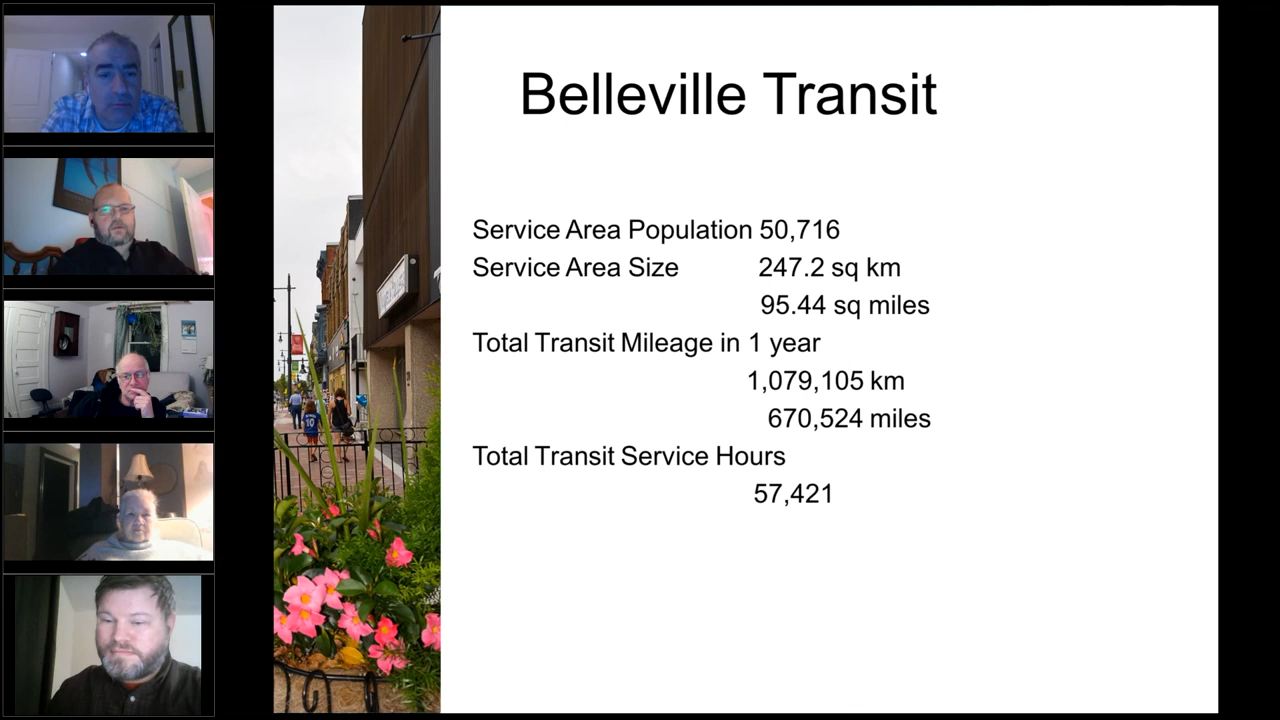 Belleville Transit
Service Area Population 50,716
Service Area Size 247.2 sq km
95.44 sq miles
Total Transit Mileage in 1 year
1,079,105 km
670,524 miles
Total Transit Service Hours
57,421
10